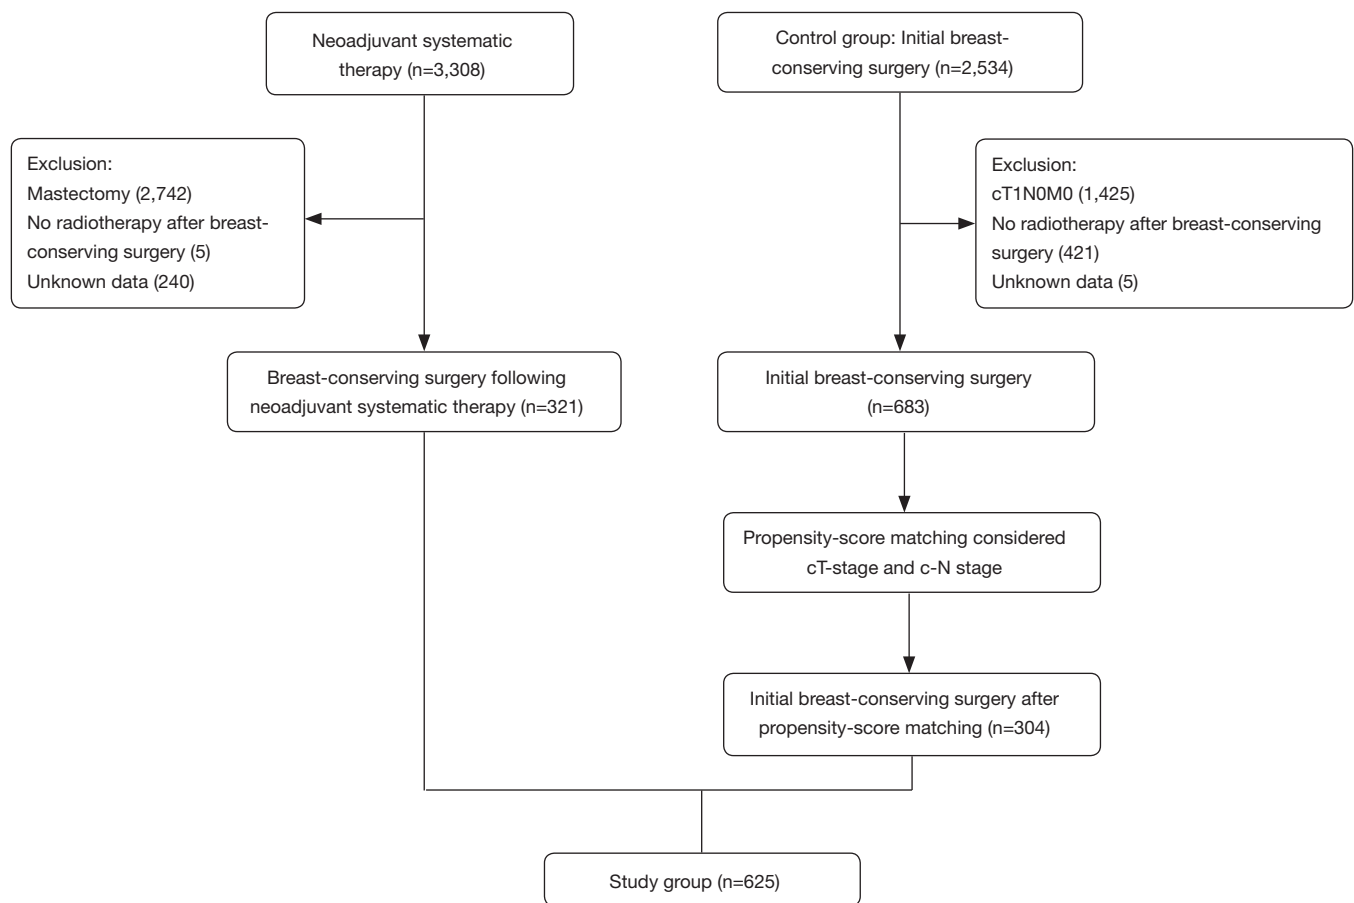 Neoadjuvant systematic
therapy (n=3,308)
Control group: Initial breast-
conserving surgery (n=2,534)
Exclusion:
Mastectomy (2,742)
No radiotherapy after breast-
conserving surgery (5)
Unknown data (240)
Exclusion:
cT1N0M0 (1,425)
No radiotherapy after breast-conserving
surgery (421)
Unknown data (5)
Breast-conserving surgery following
neoadjuvant systematic therapy (n=321)
Initial breast-conserving surgery
(n=683)
Propensity-score matching considered
cT-stage and c-N stage
Initial breast-conserving surgery after
propensity-score matching (n=304)
Study group (n=625)